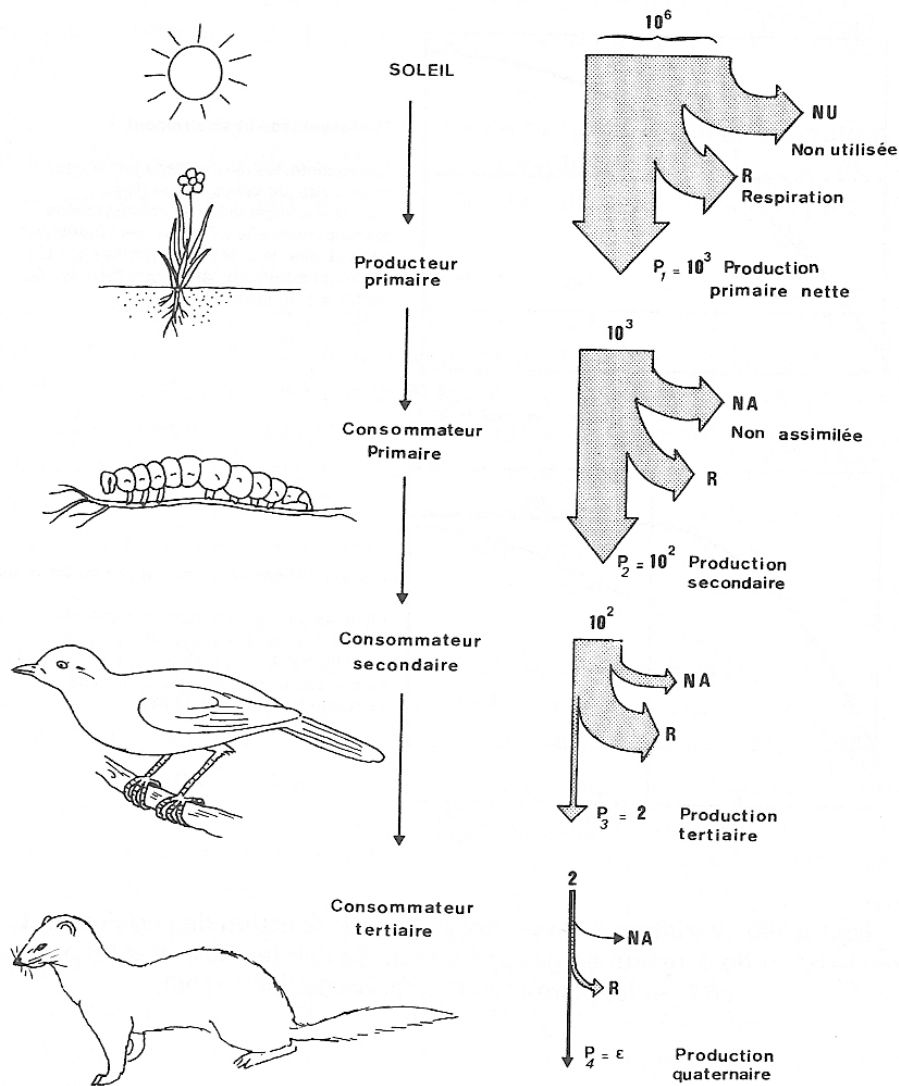 10⁶
SOLEIL
NU
Non utilisée
R
Respiration
Producteur
primaire
P₁ = 10³ Production
primaire nette
10³
NA
Non assimilée
Consommateur
Primaire
R
P₂ = 10² Production
secondaire
10²
Consommateur
secondaire
NA
R
P₃ = 2 Production
tertiaire
2
Consommateur
tertiaire
NA
R
P₄ = ε Production
quaternaire